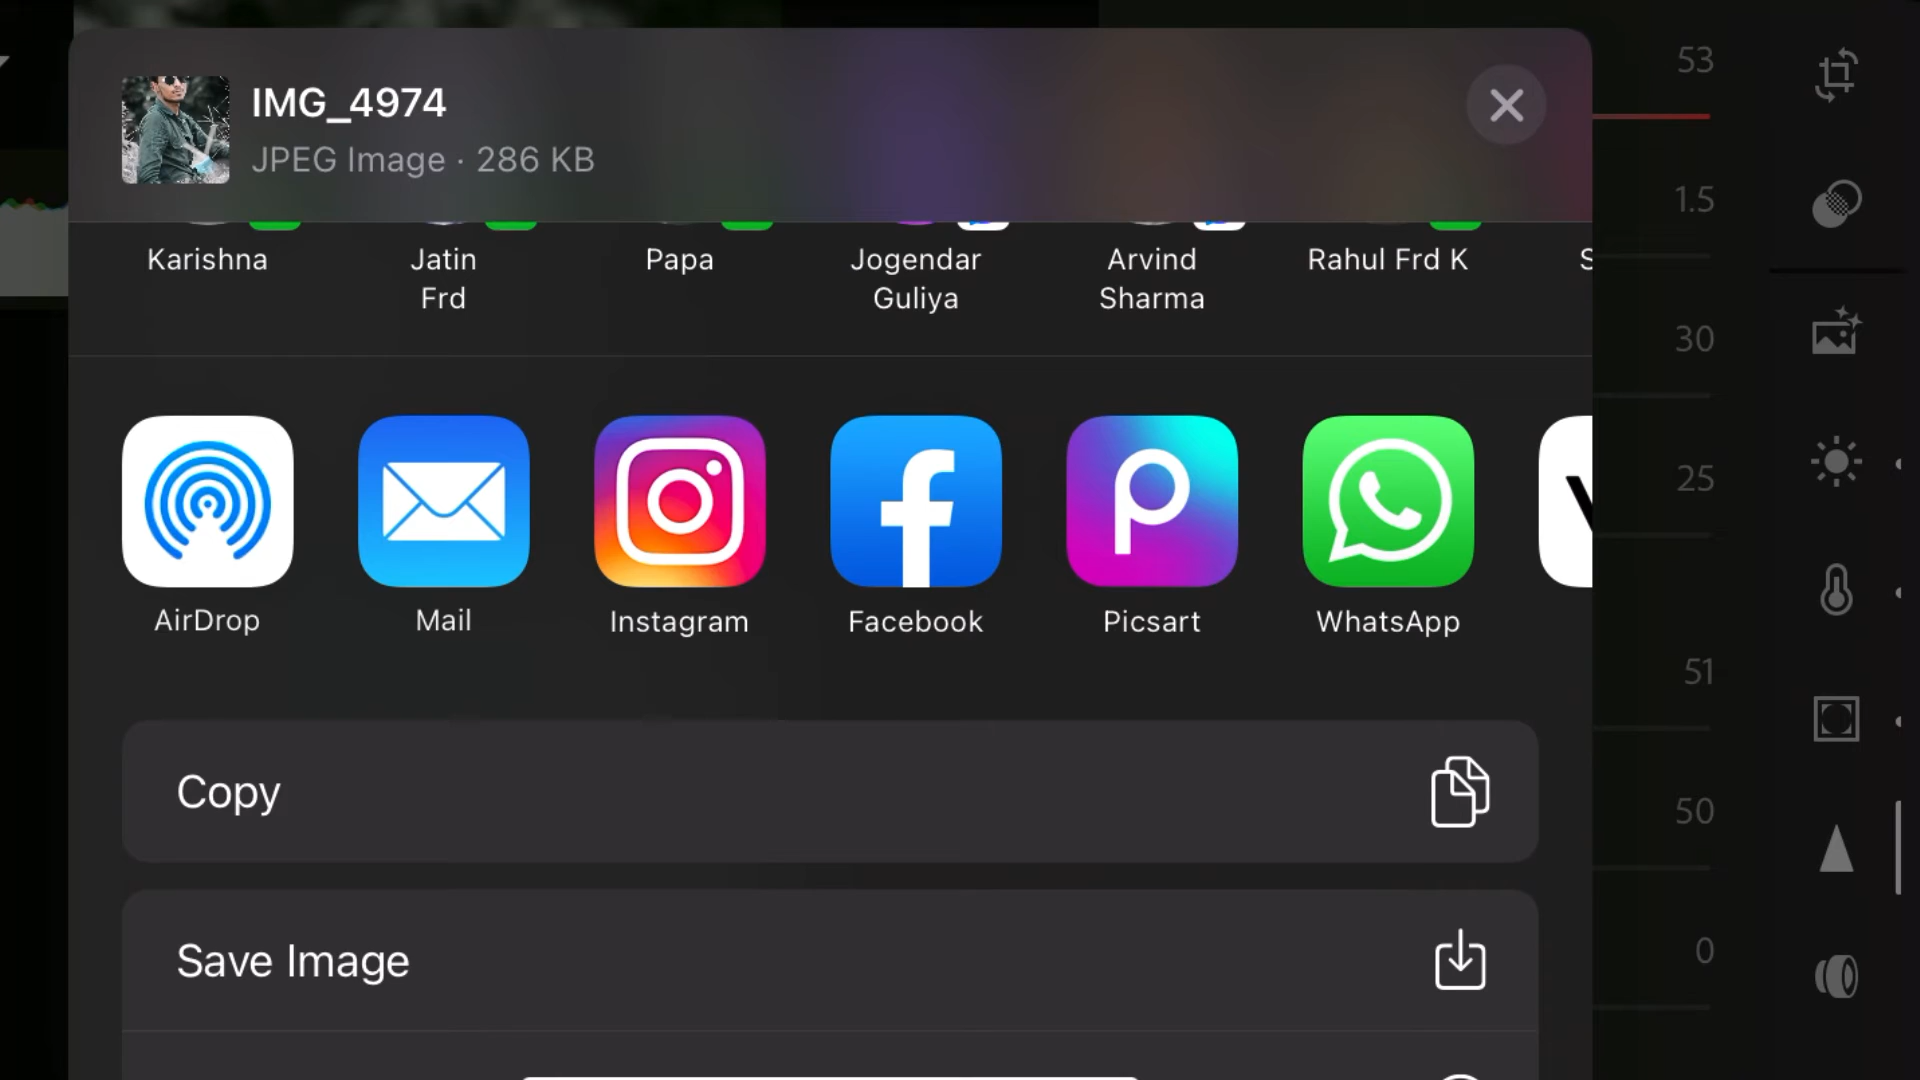 IMG_4974
53
JPEG Image · 286 KB
1.5
Karishna
Jatin
Frd
Papa
Jogendar
Guliya
Arvind
Sharma
Rahul Frd K
S
30
25
AirDrop
Mail
Instagram
Facebook
Picsart
WhatsApp
51
Copy
50
Save Image
0